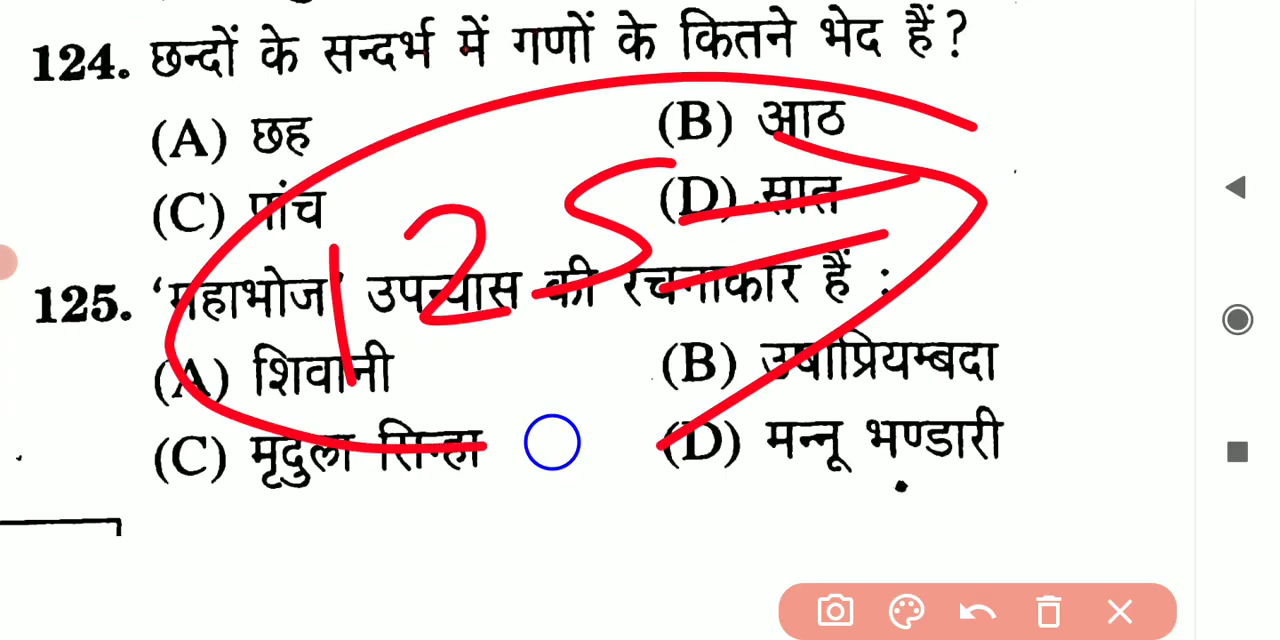 124. छन्दों के सन्दर्भ में गणों के कितने भेद हैं?
(A) छह (B) आठ
(C) पांच (D) सात
125
125. 'महाभोज' उपन्यास की रचनाकार हैं :
(A) शिवानी (B) उषाप्रियम्बदा
(C) मृदुला सिन्हा (D) मन्नू भण्डारी